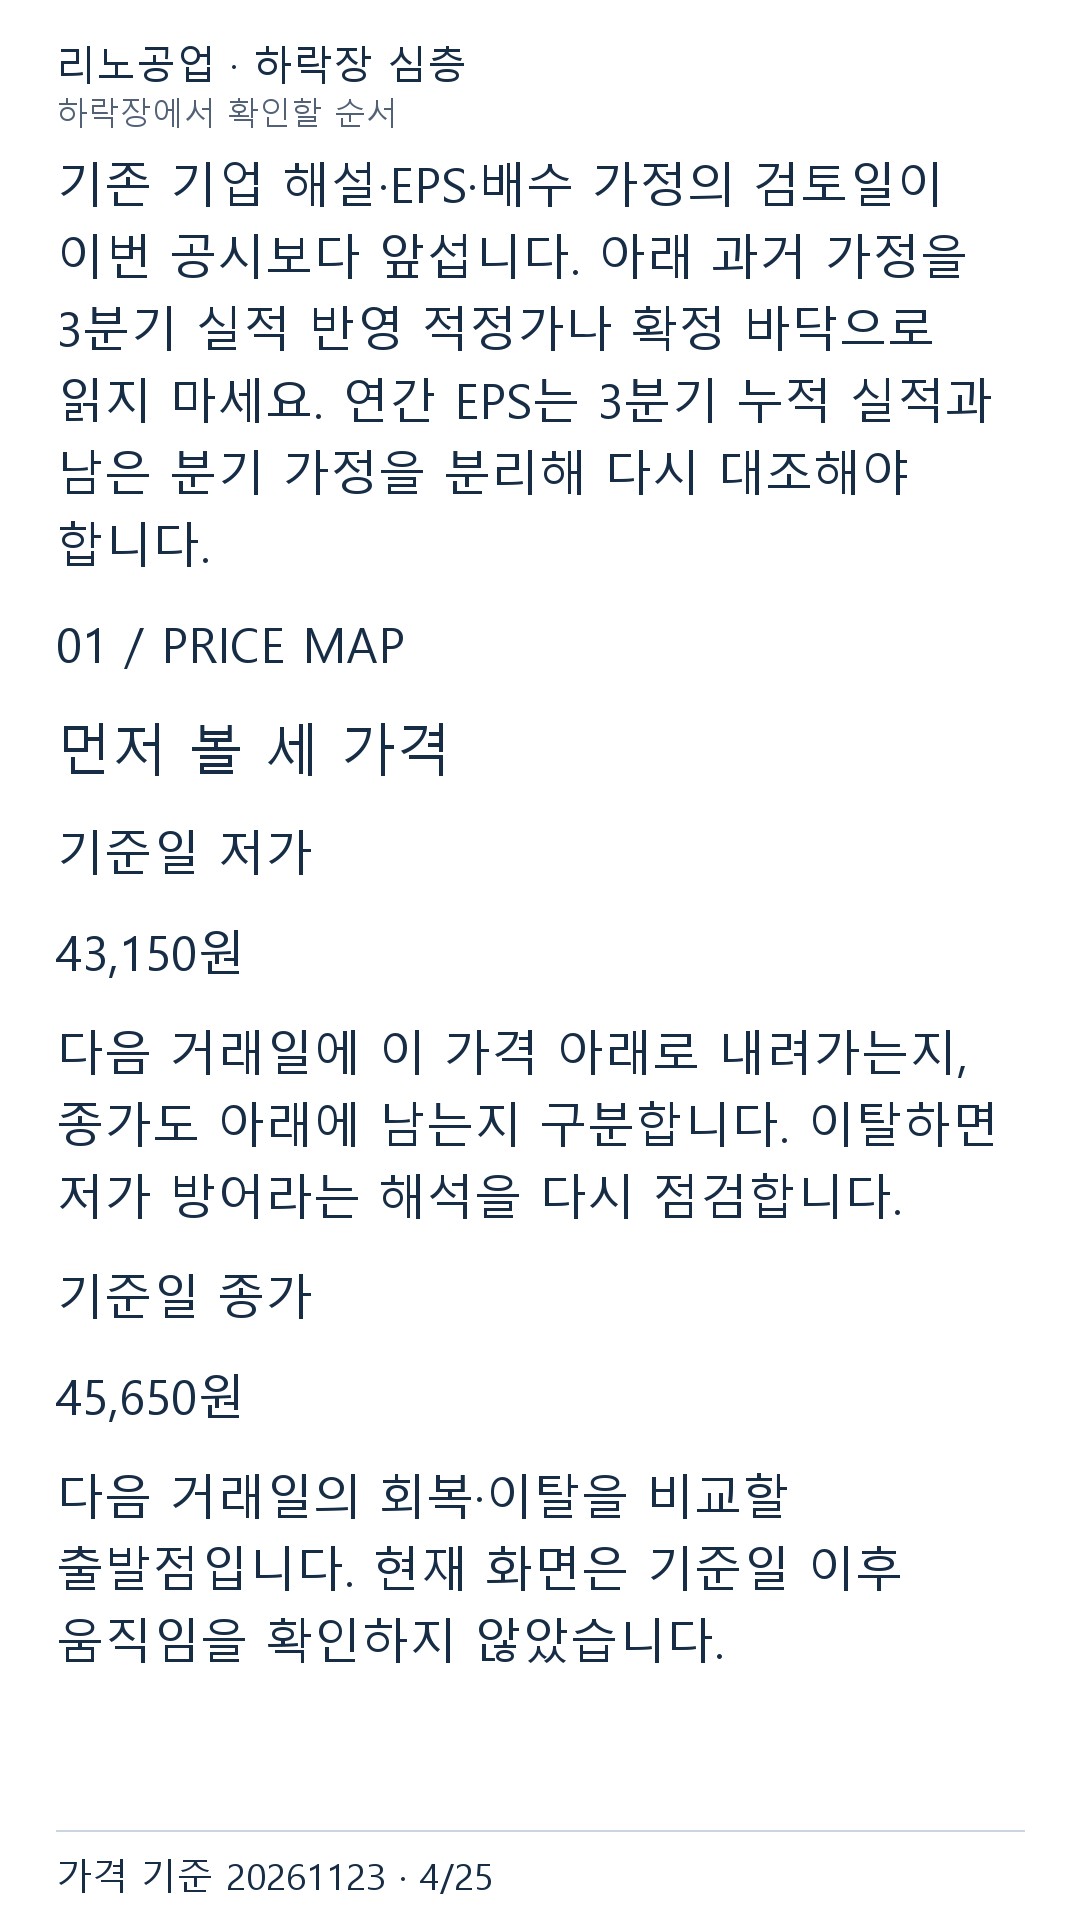 리노공업 · 하락장 심층
하락장에서 확인할 순서
기존 기업 해설·EPS·배수 가정의 검토일이
이번 공시보다 앞섭니다. 아래 과거 가정을
3분기 실적 반영 적정가나 확정 바닥으로
읽지 마세요. 연간 EPS는 3분기 누적 실적과
남은 분기 가정을 분리해 다시 대조해야
합니다.
01 / PRICE MAP
먼저 볼 세 가격
기준일 저가
43,150원
다음 거래일에 이 가격 아래로 내려가는지,
종가도 아래에 남는지 구분합니다. 이탈하면
저가 방어라는 해석을 다시 점검합니다.
기준일 종가
45,650원
다음 거래일의 회복·이탈을 비교할
출발점입니다. 현재 화면은 기준일 이후
움직임을 확인하지 않았습니다.
가격 기준 20261123 · 4/25